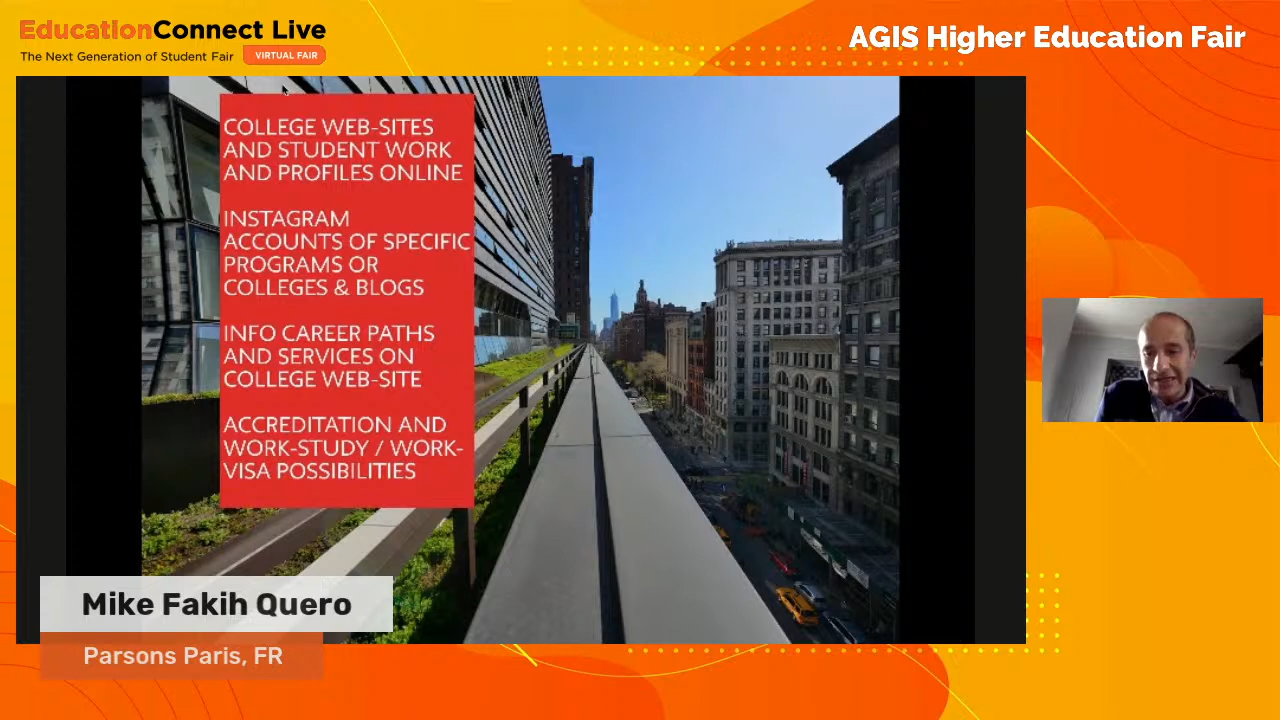 EducationConnect Live
The Next Generation of Student Fair VIRTUAL FAIR
AGIS Higher Education Fair
COLLEGE WEB-SITES
AND STUDENT WORK
AND PROFILES ONLINE
INSTAGRAM
ACCOUNTS OF SPECIFIC
PROGRAMS OR
COLLEGES & BLOGS
INFO CAREER PATHS
AND SERVICES ON
COLLEGE WEB-SITE
ACCREDITATION AND
WORK-STUDY / WORK-
VISA POSSIBILITIES
Mike Fakih Quero
Parsons Paris, FR